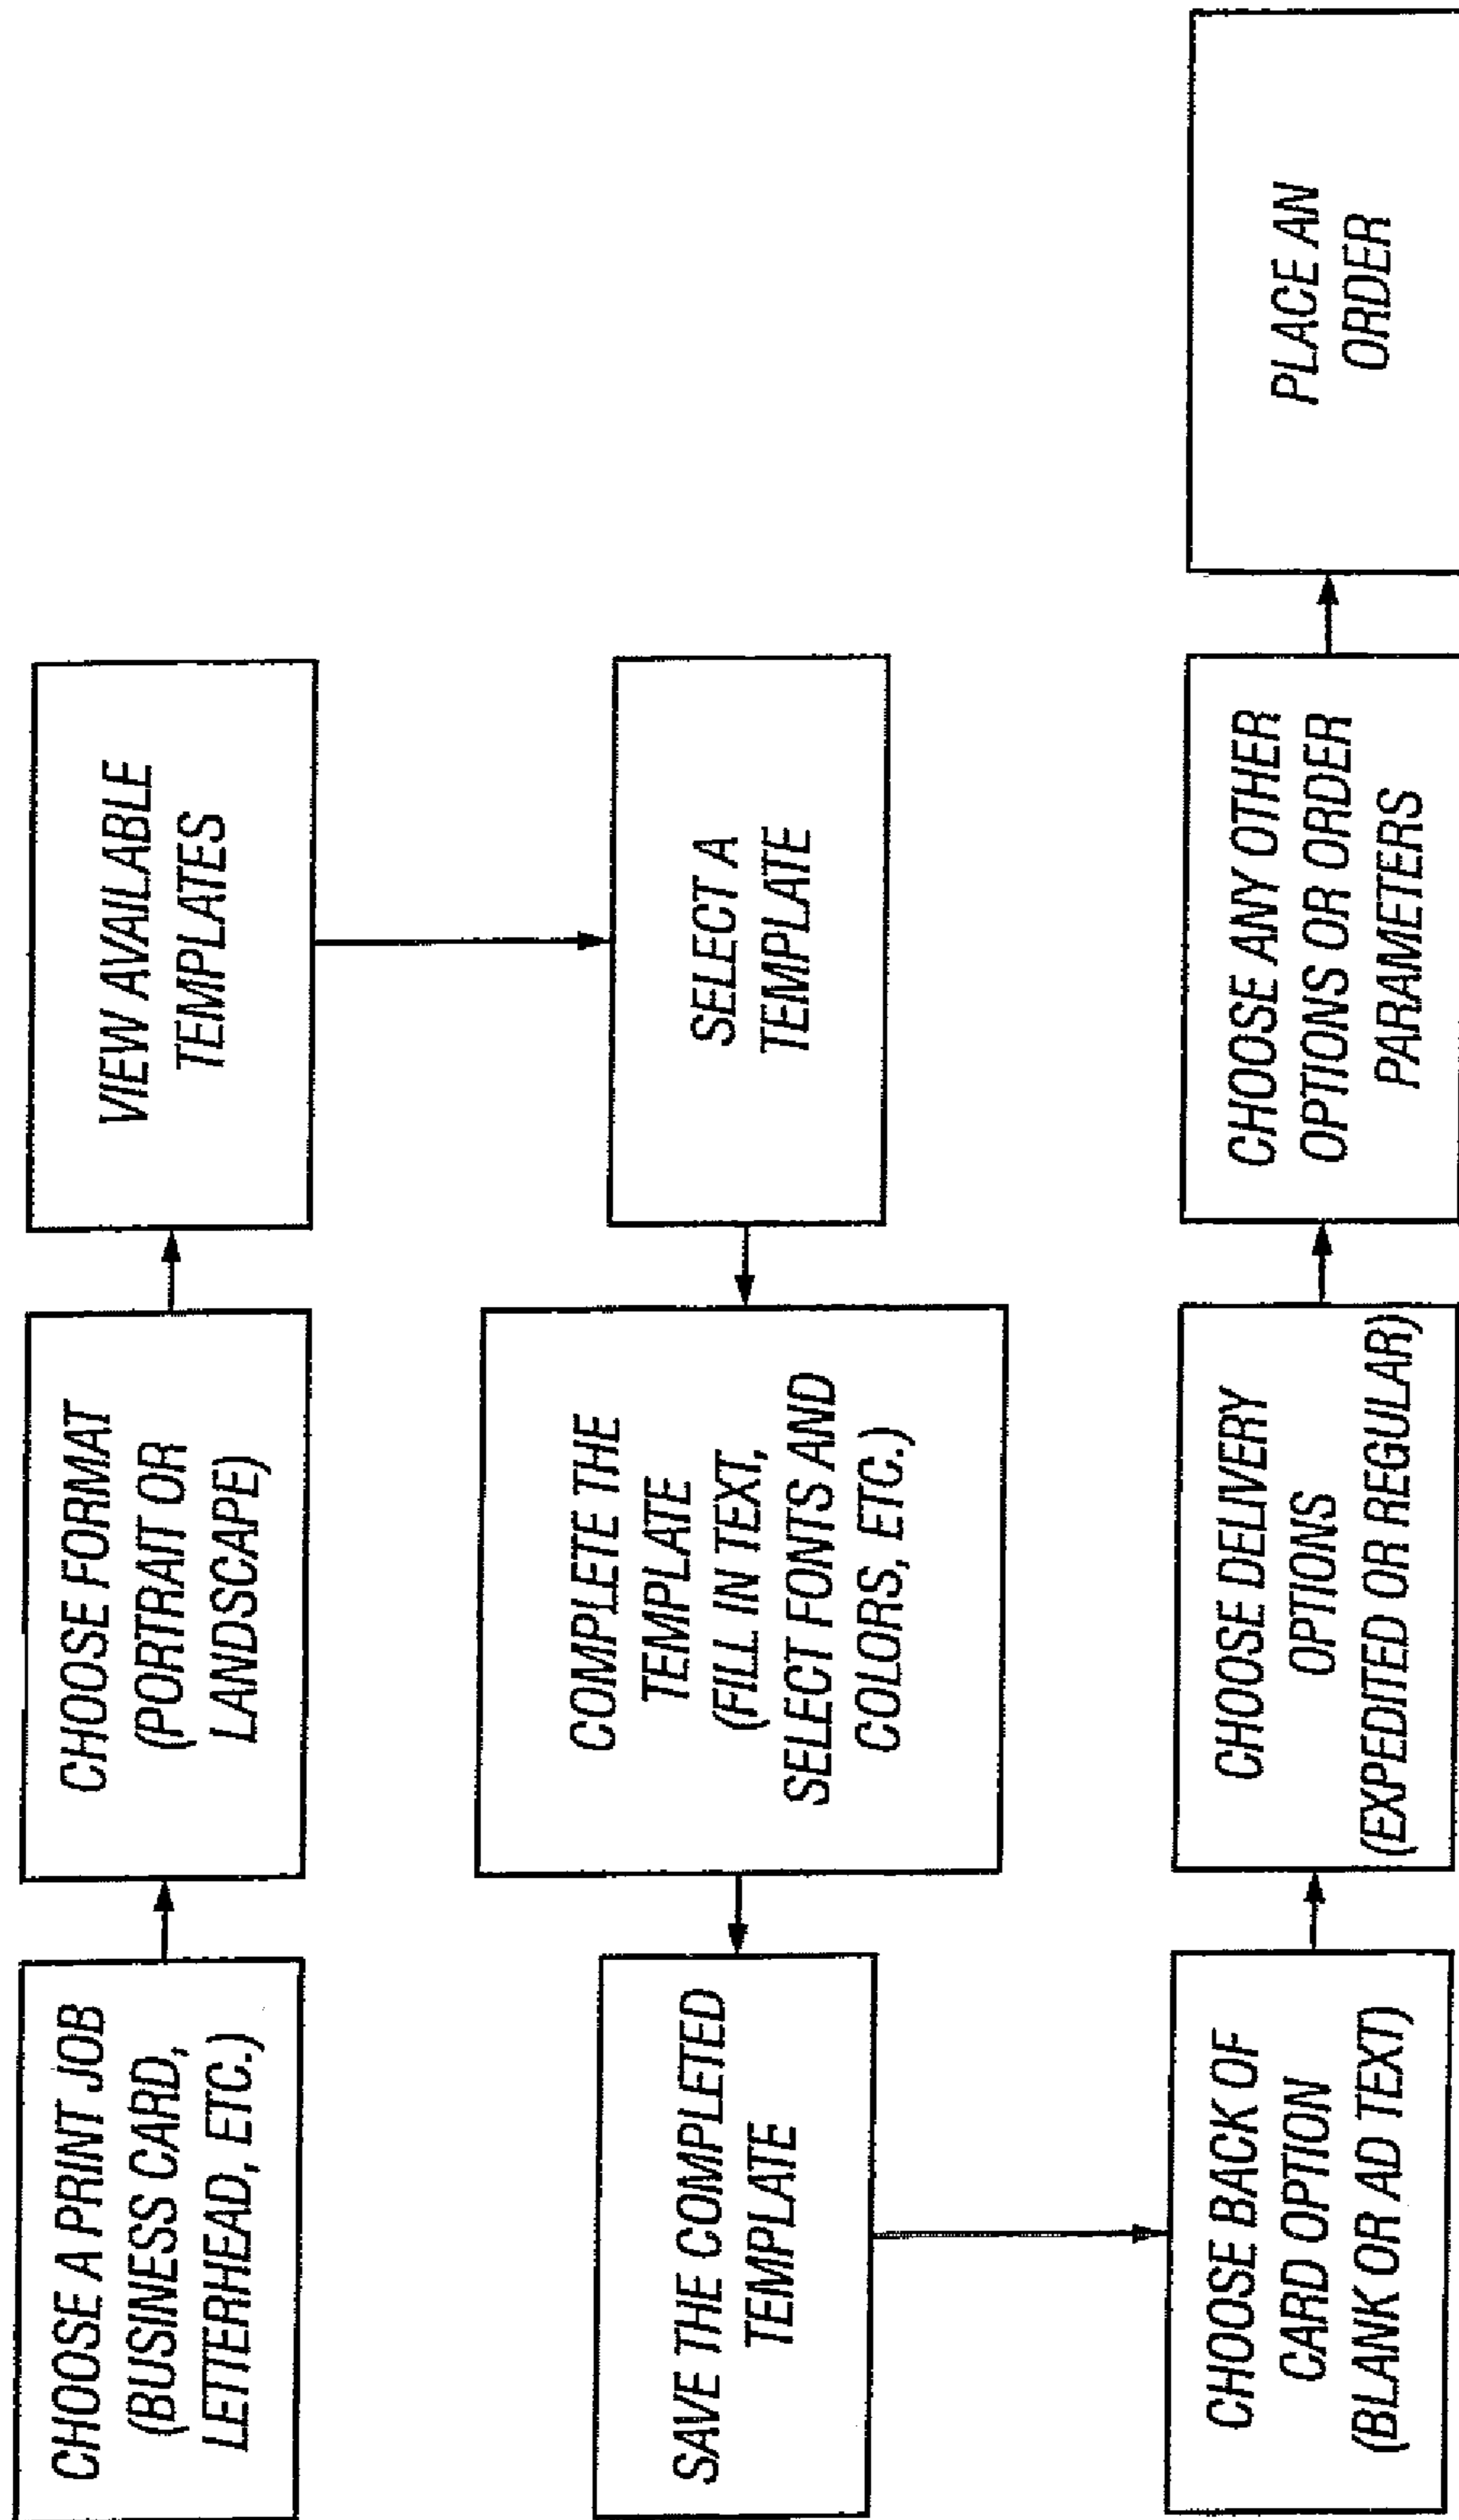 CHOOSE A PRINT JOB
(BUSINESS CARD,
LETTERHEAD, ETC.)
CHOOSE FORMAT
(PORTRAIT OR
LANDSCAPE)
VIEW AVAILABLE
TEMPLATES
SELECT A
TEMPLATE
COMPLETE THE
TEMPLATE
(FILL IN TEXT,
SELECT FONTS AND
COLORS, ETC.)
SAVE THE COMPLETED
TEMPLATE
CHOOSE BACK OF
CARD OPTION
(BLANK OR AD TEXT)
CHOOSE DELIVERY
OPTIONS
(EXPEDITED OR REGULAR)
CHOOSE ANY OTHER
OPTIONS OR ORDER
PARAMETERS
PLACE AN
ORDER